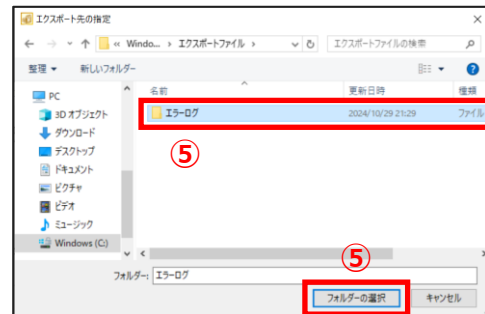 エクスポート先の指定
« Windo... › エクスポートファイル ›
エクスポートファイルの検索
整理 新しいフォルダー
名前 更新日時 種類
PC
3D オブジェクト
ダウンロード
デスクトップ
ドキュメント
ピクチャ
ビデオ
ミュージック
Windows (C:)
エラーログ 2024/10/29 21:29 ファイル
⑤
⑤
フォルダー: エラーログ
フォルダーの選択 キャンセル